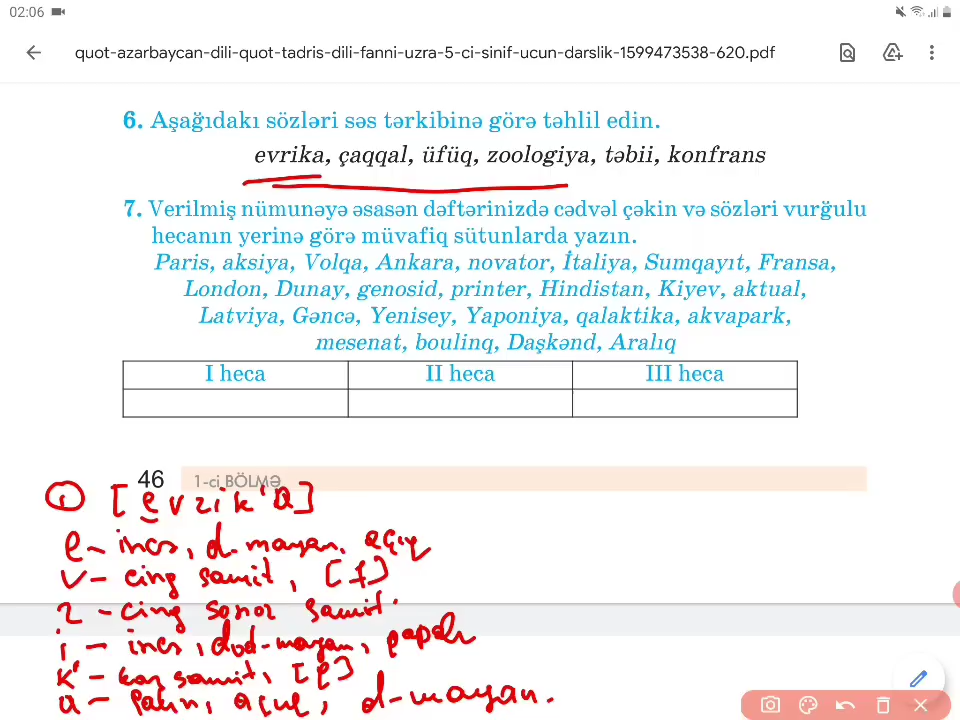 02:06
quot-azarbaycan-dili-quot-tadris-dili-fanni-uzra-5-ci-sinif-ucun-darslik-1599473538-620.pdf
6. Aşağıdakı sözləri səs tərkibinə görə təhlil edin.
evrika, çaqqal, üfüq, zoologiya, təbii, konfrans
7. Verilmiş nümunəyə əsasən dəftərinizdə cədvəl çəkin və sözləri vurğulu
hecanın yerinə görə müvafiq sütunlarda yazın.
Paris, aksiya, Volqa, Ankara, novator, İtaliya, Sumqayıt, Fransa,
London, Dunay, genosid, printer, Hindistan, Kiyev, aktual,
Latviya, Gəncə, Yenisey, Yaponiya, qalaktika, akvapark,
mesenat, boulinq, Daşkənd, Aralıq
I heca II heca III heca
46 1-ci BÖLMƏ
1 [evrik'a]
e - incə, d-mayan, açıq
v - cing samit, [f]
r - cing sonor samit.
i - incə, dod-mayan, qapalı
k' - kar samit,
a - qalın, açıq, d-mayan.